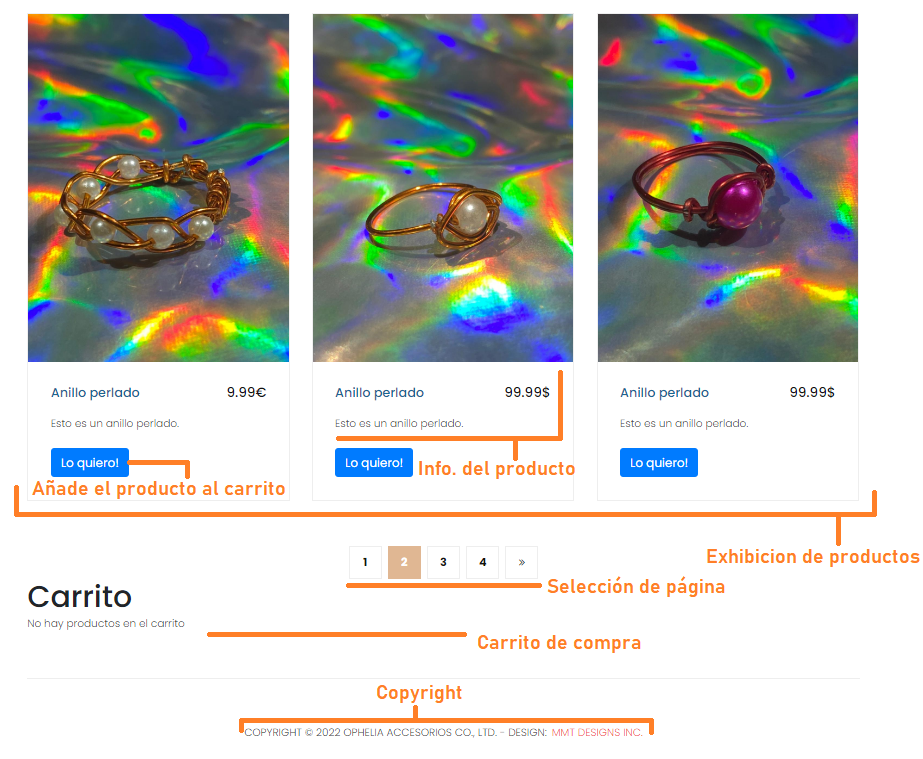 Anillo perlado 9.99€
Esto es un anillo perlado.
Lo quiero!
Anillo perlado 99.99$
Esto es un anillo perlado.
Lo quiero!
Anillo perlado 99.99$
Esto es un anillo perlado.
Lo quiero!
Info. del producto
Añade el producto al carrito
Exhibicion de productos
1 2 3 4 »
Selección de página
Carrito
No hay productos en el carrito
Carrito de compra
Copyright
COPYRIGHT © 2022 OPHELIA ACCESORIOS CO., LTD. - DESIGN: MMT DESIGNS INC.